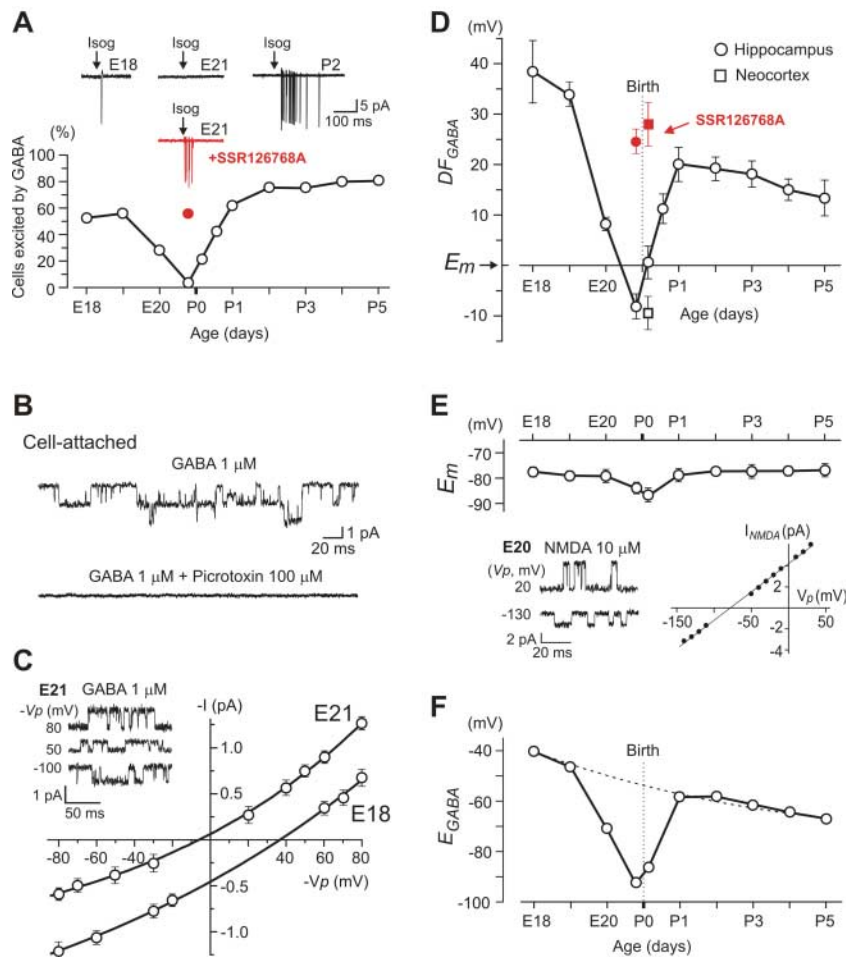 A
Isog
E18
Isog
E21
Isog
P2
5 pA
100 ms
Isog
E21
+SSR126768A
(%)
Cells excited by GABA
100
80
60
40
20
0
E18 E20 P0 P1 P3 P5
Age (days)
B
Cell-attached
GABA 1 μM
1 pA
20 ms
GABA 1 μM + Picrotoxin 100 μM
C
E21 GABA 1 μM
-Vp (mV)
80
50
-100
1 pA
50 ms
-I (pA)
E21
E18
1.0
0.5
-0.5
-1.0
-80 -60 -40 -20 20 40 60 80
-Vp (mV)
D
(mV)
Hippocampus
Neocortex
Birth
SSR126768A
DFGABA
50
40
30
20
10
Em
-10
E18 E20 P1 P3 P5
Age (days)
E
(mV)
E18 E20 P0 P1 P3 P5
Em
-70
-80
-90
E20 NMDA 10 μM
(Vp, mV)
20
-130
2 pA
20 ms
INMDA (pA)
Vp (mV)
2
-2
-4
-150 -50 50
F
(mV)
Birth
EGABA
-40
-60
-80
-100
E18 E20 P0 P1 P3 P5
Age (days)